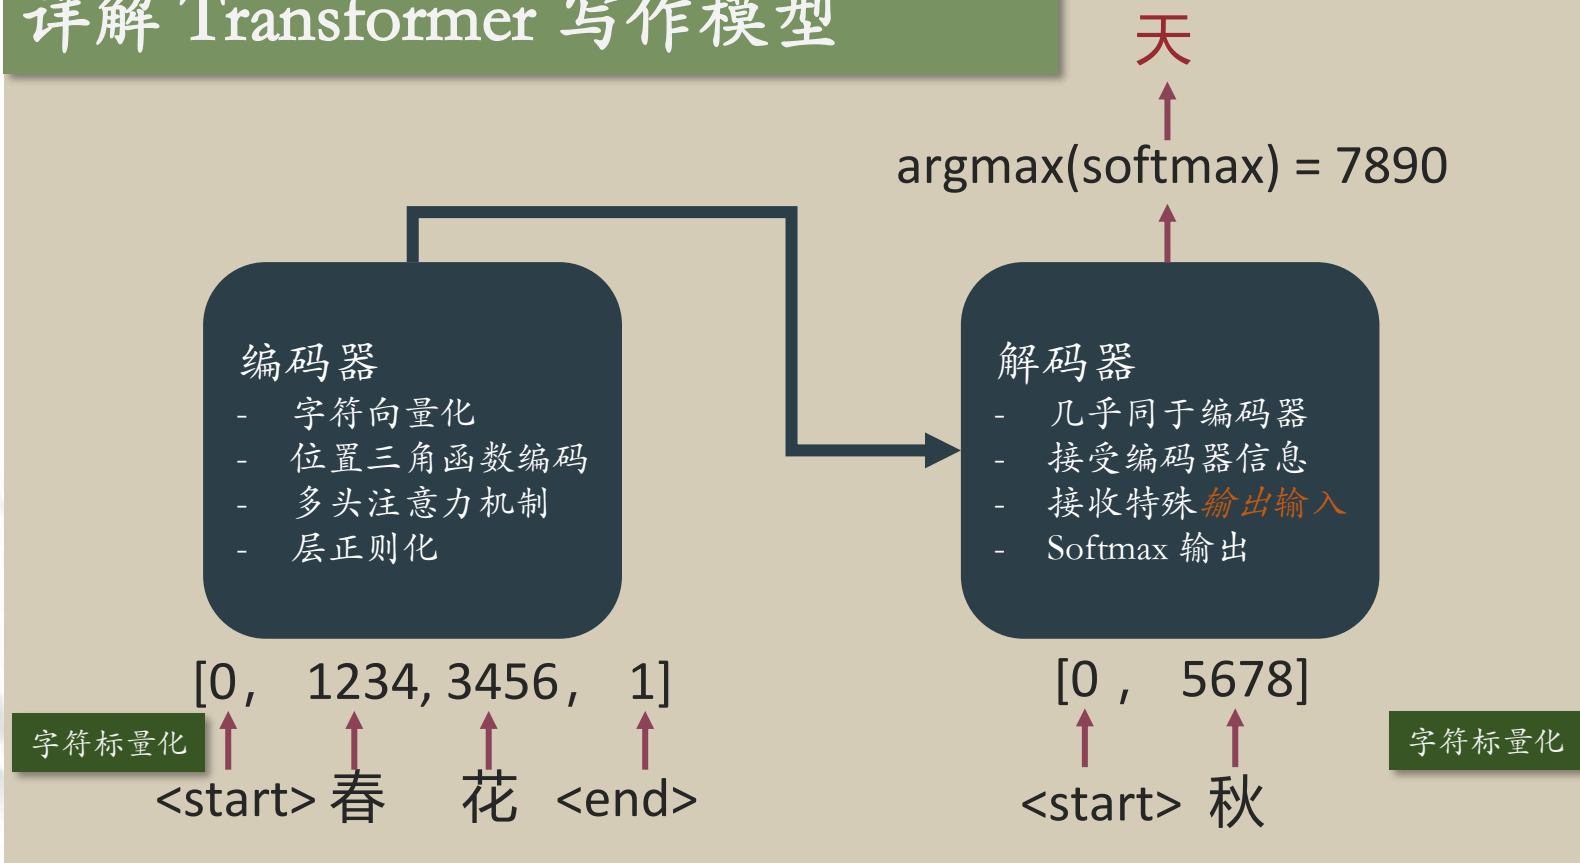 详解 Transformer 写作模型
天
argmax(softmax) = 7890
编码器
- 字符向量化
- 位置三角函数编码
- 多头注意力机制
- 层正则化
解码器
- 几乎同于编码器
- 接受编码器信息
- 接收特殊输出输入
- Softmax 输出
[0, 1234, 3456, 1]
[0 , 5678]
字符标量化
字符标量化
<start> 春 花 <end>
<start> 秋